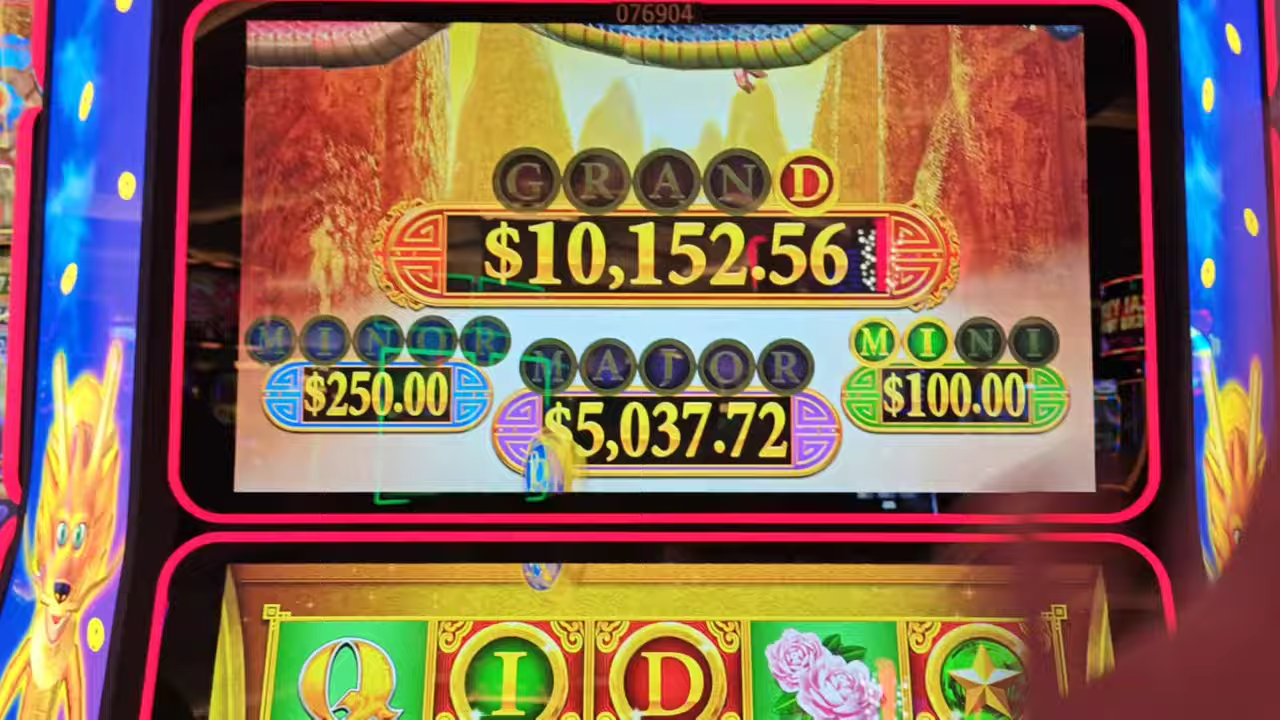 076904
GRAND
$10,152.56
MINOR
$250.00
MAJOR
$5,037.72
MINI
$100.00
Q I D